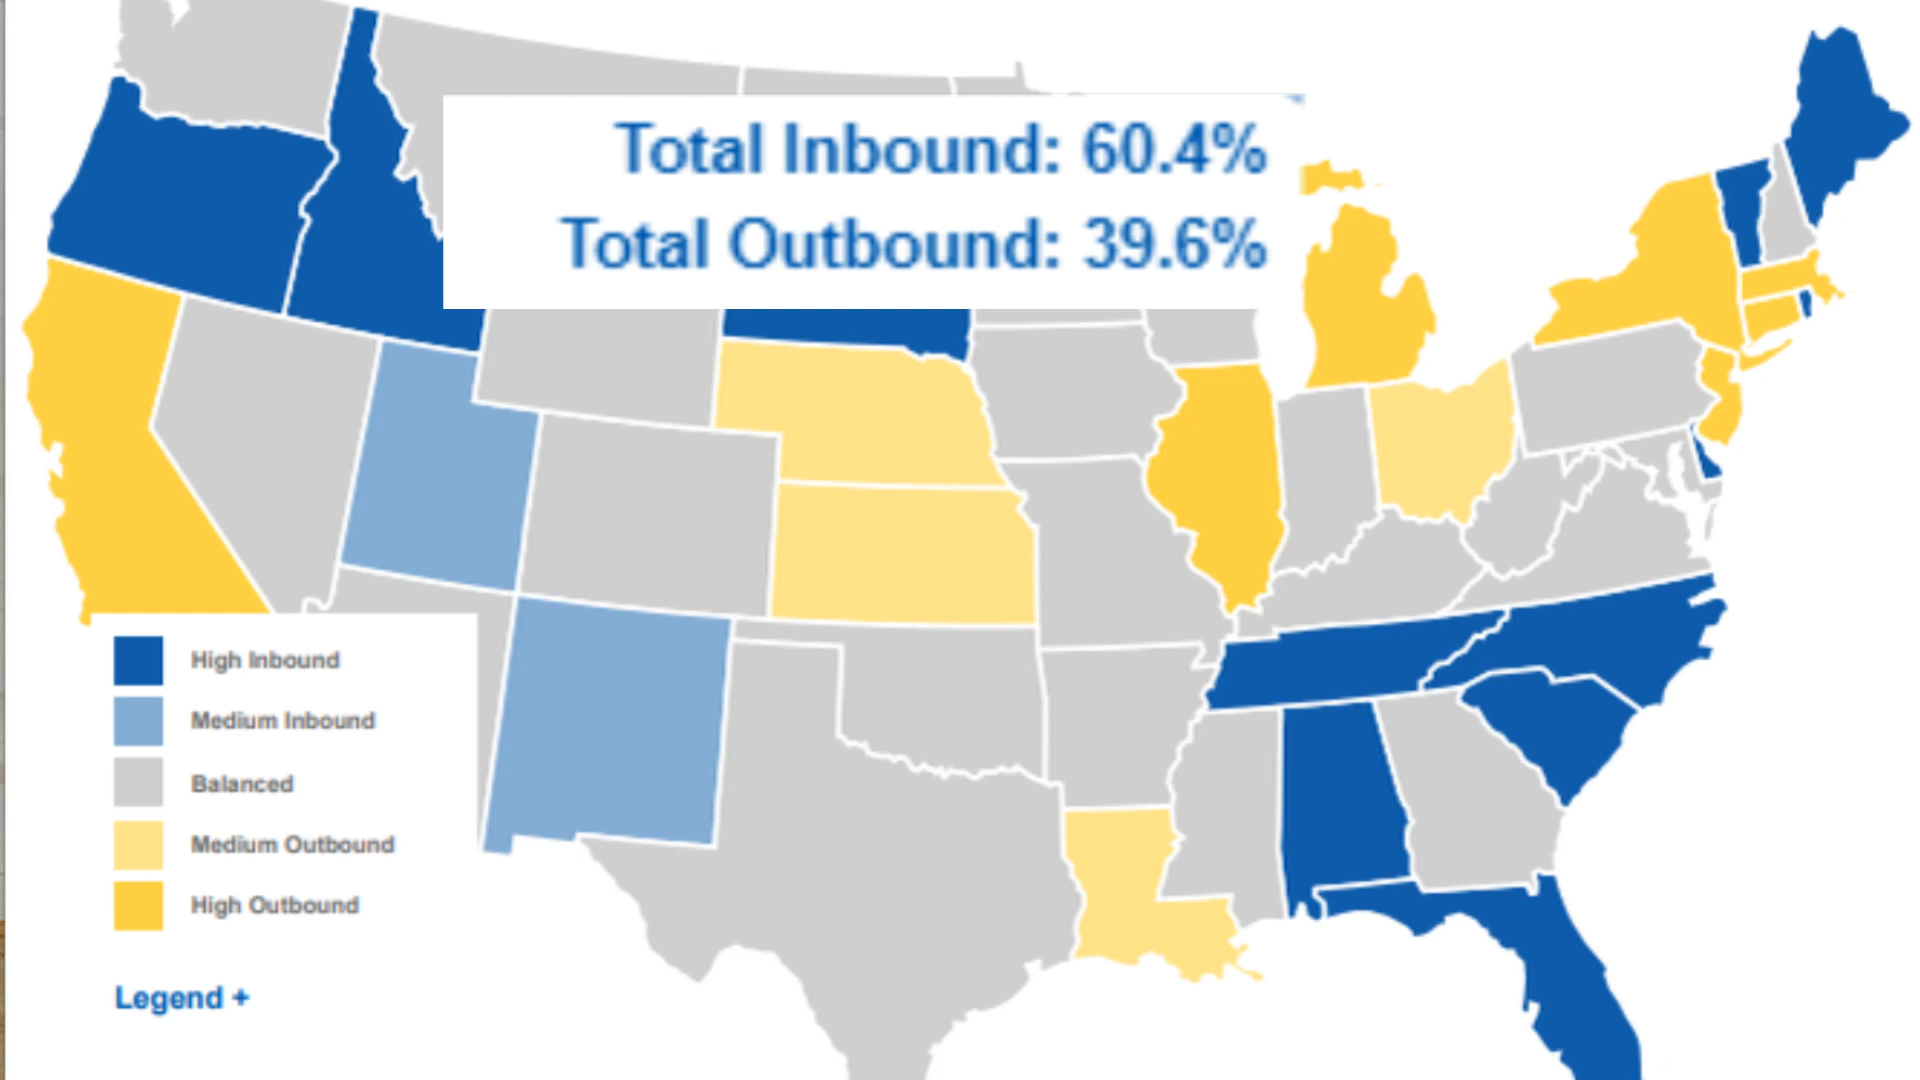 Total Inbound: 60.4%
Total Outbound: 39.6%
High Inbound
Medium Inbound
Balanced
Medium Outbound
High Outbound
Legend +